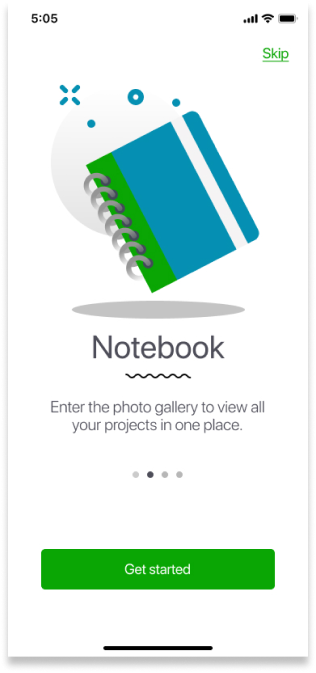 5:05
Skip
Notebook
Enter the photo gallery to view all
your projects in one place.
Get started